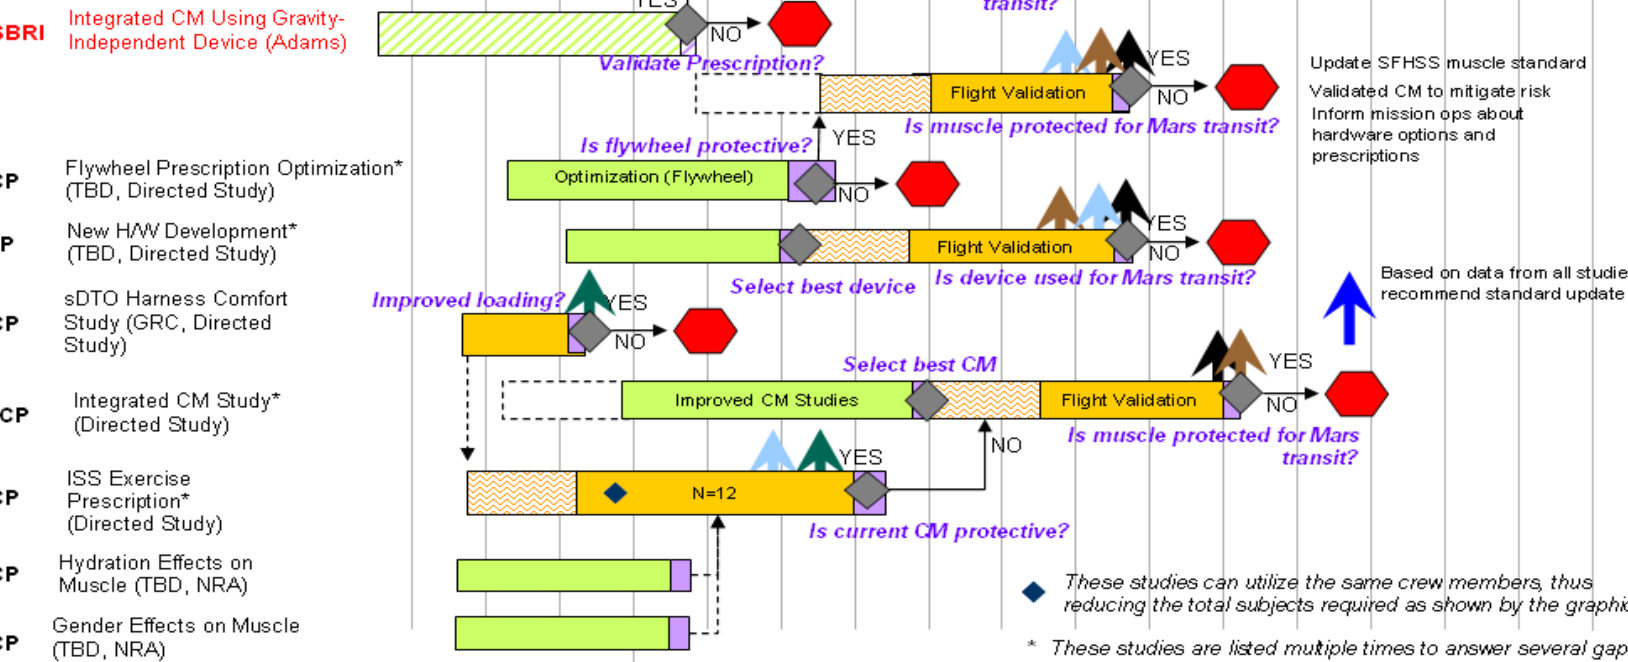 YES
transit?
SBRI
Integrated CM Using Gravity-
Independent Device (Adams)
NO
Validate Prescription?
YES
Flight Validation
NO
Is muscle protected for Mars transit?
Update SFHSS muscle standard
Validated CM to mitigate risk
Inform mission ops about
hardware options and
prescriptions
YES
Is flywheel protective?
CP
Flywheel Prescription Optimization*
(TBD, Directed Study)
Optimization (Flywheel)
NO
P
New H/W Development*
(TBD, Directed Study)
Flight Validation
YES
NO
Select best device
Is device used for Mars transit?
Based on data from all studie
recommend standard update
CP
sDTO Harness Comfort
Study (GRC, Directed
Study)
Improved loading?
YES
NO
Select best CM
CP
Integrated CM Study*
(Directed Study)
Improved CM Studies
Flight Validation
YES
NO
Is muscle protected for Mars
transit?
NO
CP
ISS Exercise
Prescription*
(Directed Study)
N=12
YES
Is current CM protective?
CP
Hydration Effects on
Muscle (TBD, NRA)
CP
Gender Effects on Muscle
(TBD, NRA)
These studies can utilize the same crew members, thus
reducing the total subjects required as shown by the graphic
* These studies are listed multiple times to answer several gap